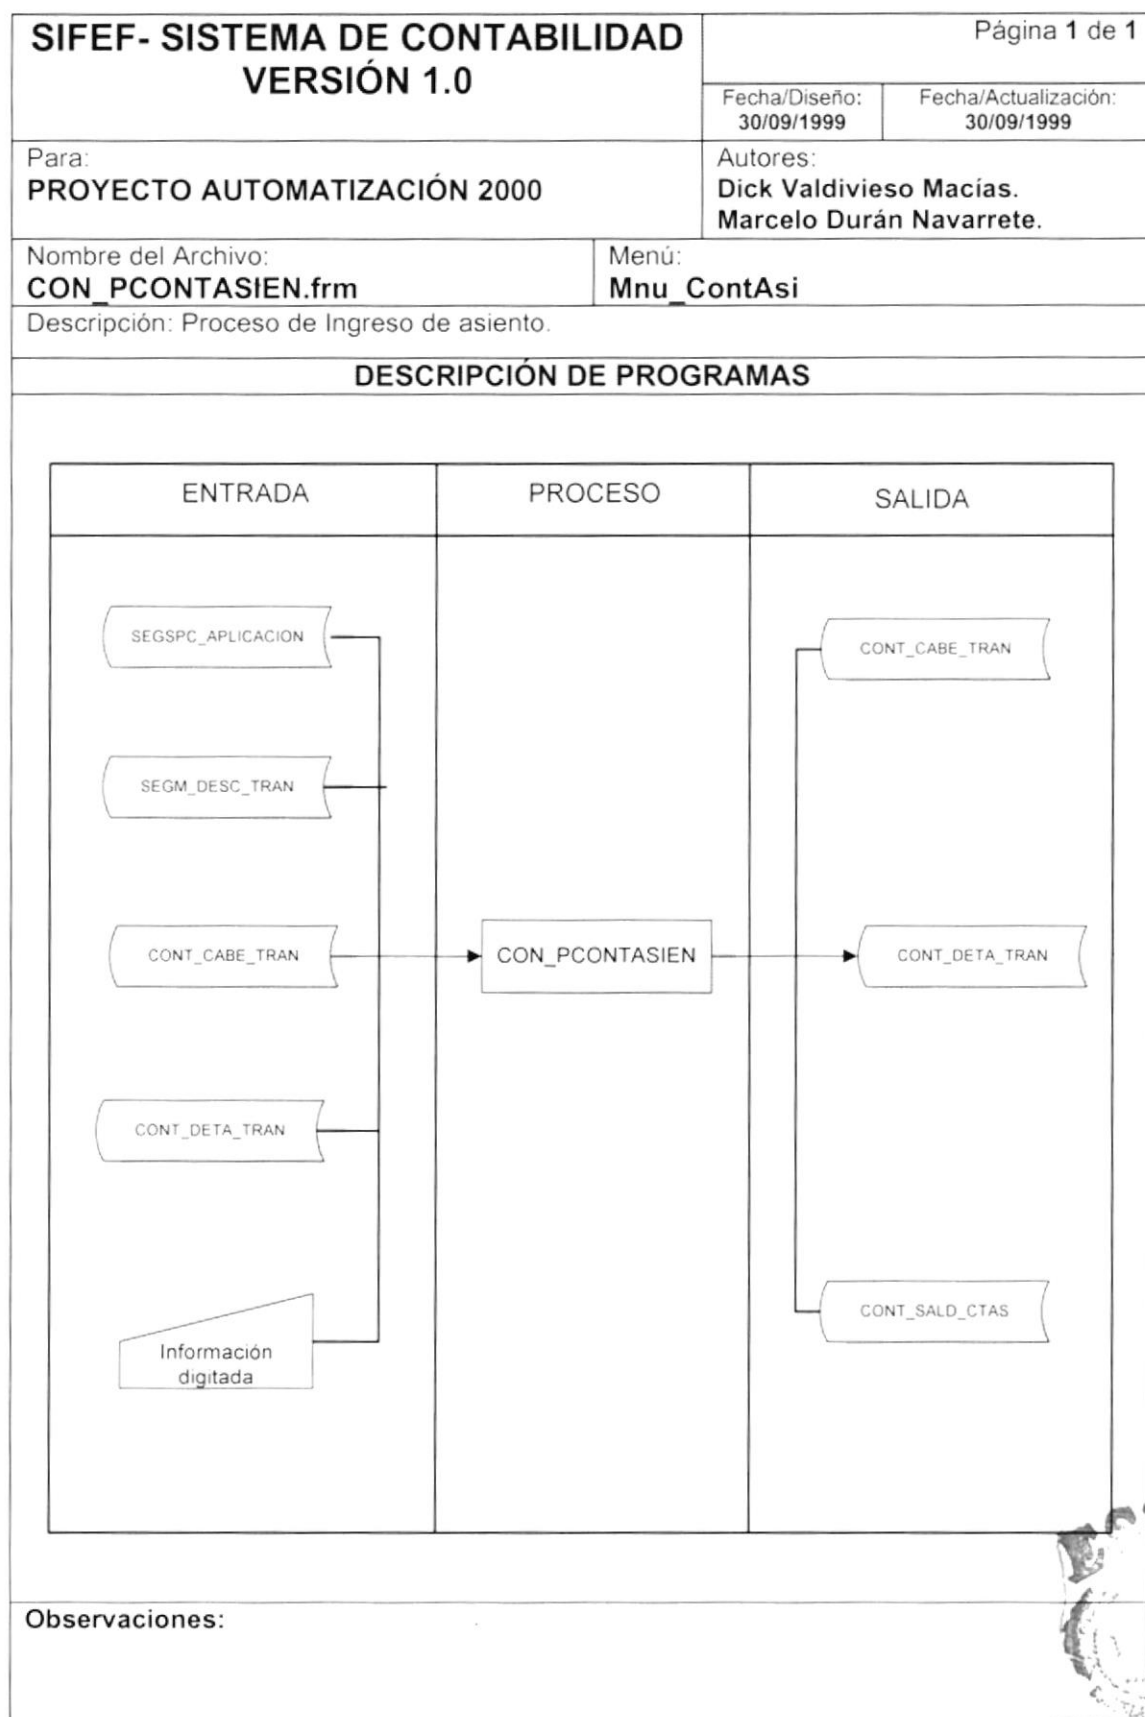 SIFEF- SISTEMA DE CONTABILIDAD
VERSIÓN 1.0
Página 1 de 1
Fecha/Diseño:
30/09/1999
Fecha/Actualización:
30/09/1999
Para:
PROYECTO AUTOMATIZACIÓN 2000
Autores:
Dick Valdivieso Macías.
Marcelo Durán Navarrete.
Nombre del Archivo:
CON_PCONTASIEN.frm
Menú:
Mnu_ContAsi
Descripción: Proceso de Ingreso de asiento.
DESCRIPCIÓN DE PROGRAMAS
ENTRADA
PROCESO
SALIDA
SEGSPC_APLICACION
CONT_CABE_TRAN
SEGM_DESC_TRAN
CONT_CABE_TRAN
CON_PCONTASIEN
CONT_DETA_TRAN
CONT_DETA_TRAN
CONT_SALD_CTAS
Información
digitada
Observaciones: